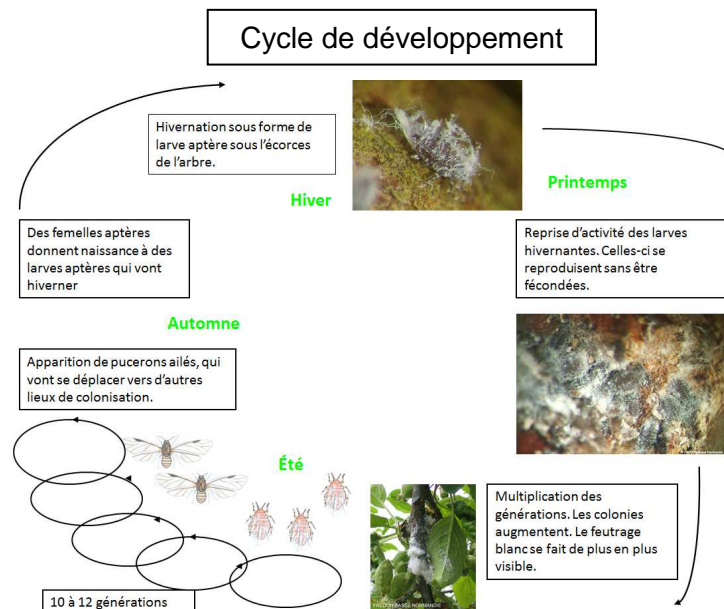 Cycle de développement
Hivernation sous forme de
larve aptère sous l'écorces
de l'arbre.
Hiver
Printemps
Des femelles aptères
donnent naissance à des
larves aptères qui vont
hiverner
Reprise d'activité des larves
hivernantes. Celles-ci se
reproduisent sans être
fécondées.
Automne
Apparition de pucerons ailés, qui
vont se déplacer vers d'autres
lieux de colonisation.
Été
Multiplication des
générations. Les colonies
augmentent. Le feutrage
blanc se fait de plus en plus
visible.
FREDON BASSE NORMANDIE
10 à 12 générations